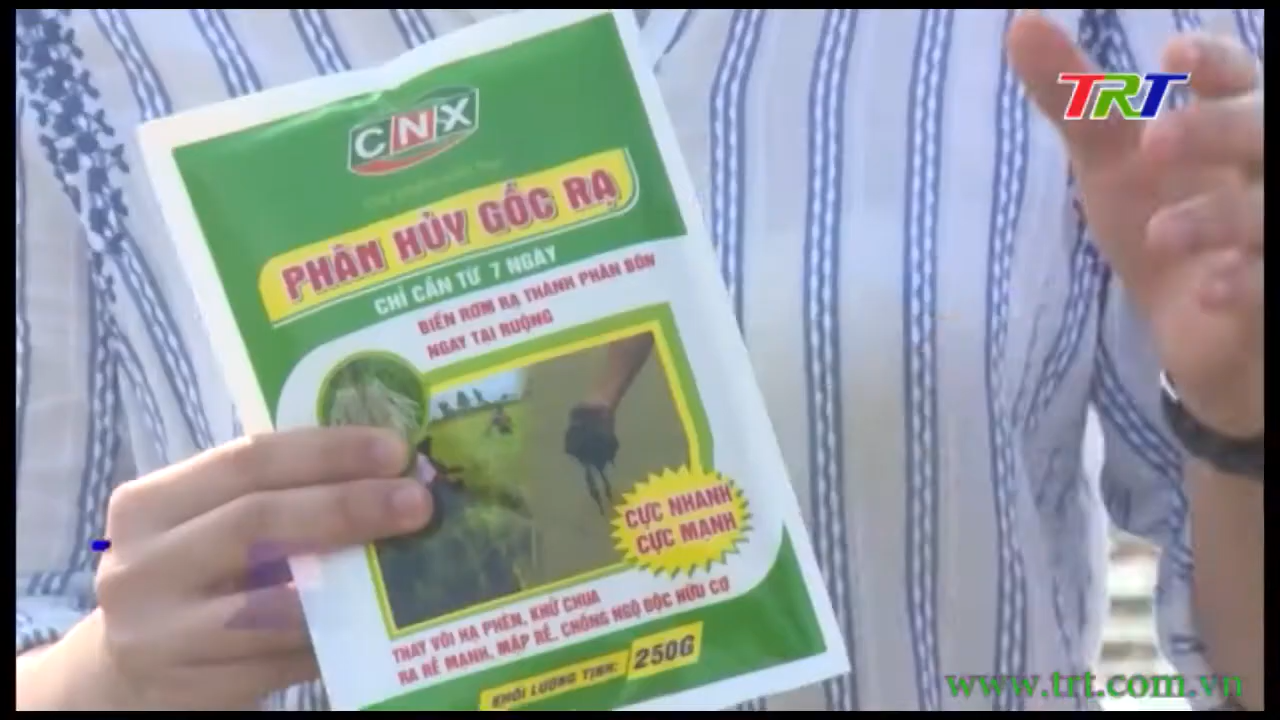 TRT
CNX
PHÂN HỦY GỐC RẠ
CHỈ CẦN TỪ 7 NGÀY
BIẾN RƠM RẠ THÀNH PHÂN BÓN
NGAY TẠI RUỘNG
CỰC NHANH
CỰC MẠNH
THAY VÔI HẠ PHÈN, KHỬ CHUA
RA RỄ MẠNH, MẬP RỄ, CHỐNG NGỘ ĐỘC HỮU CƠ
KHỐI LƯỢNG TỊNH: 250G
www.trt.com.vn